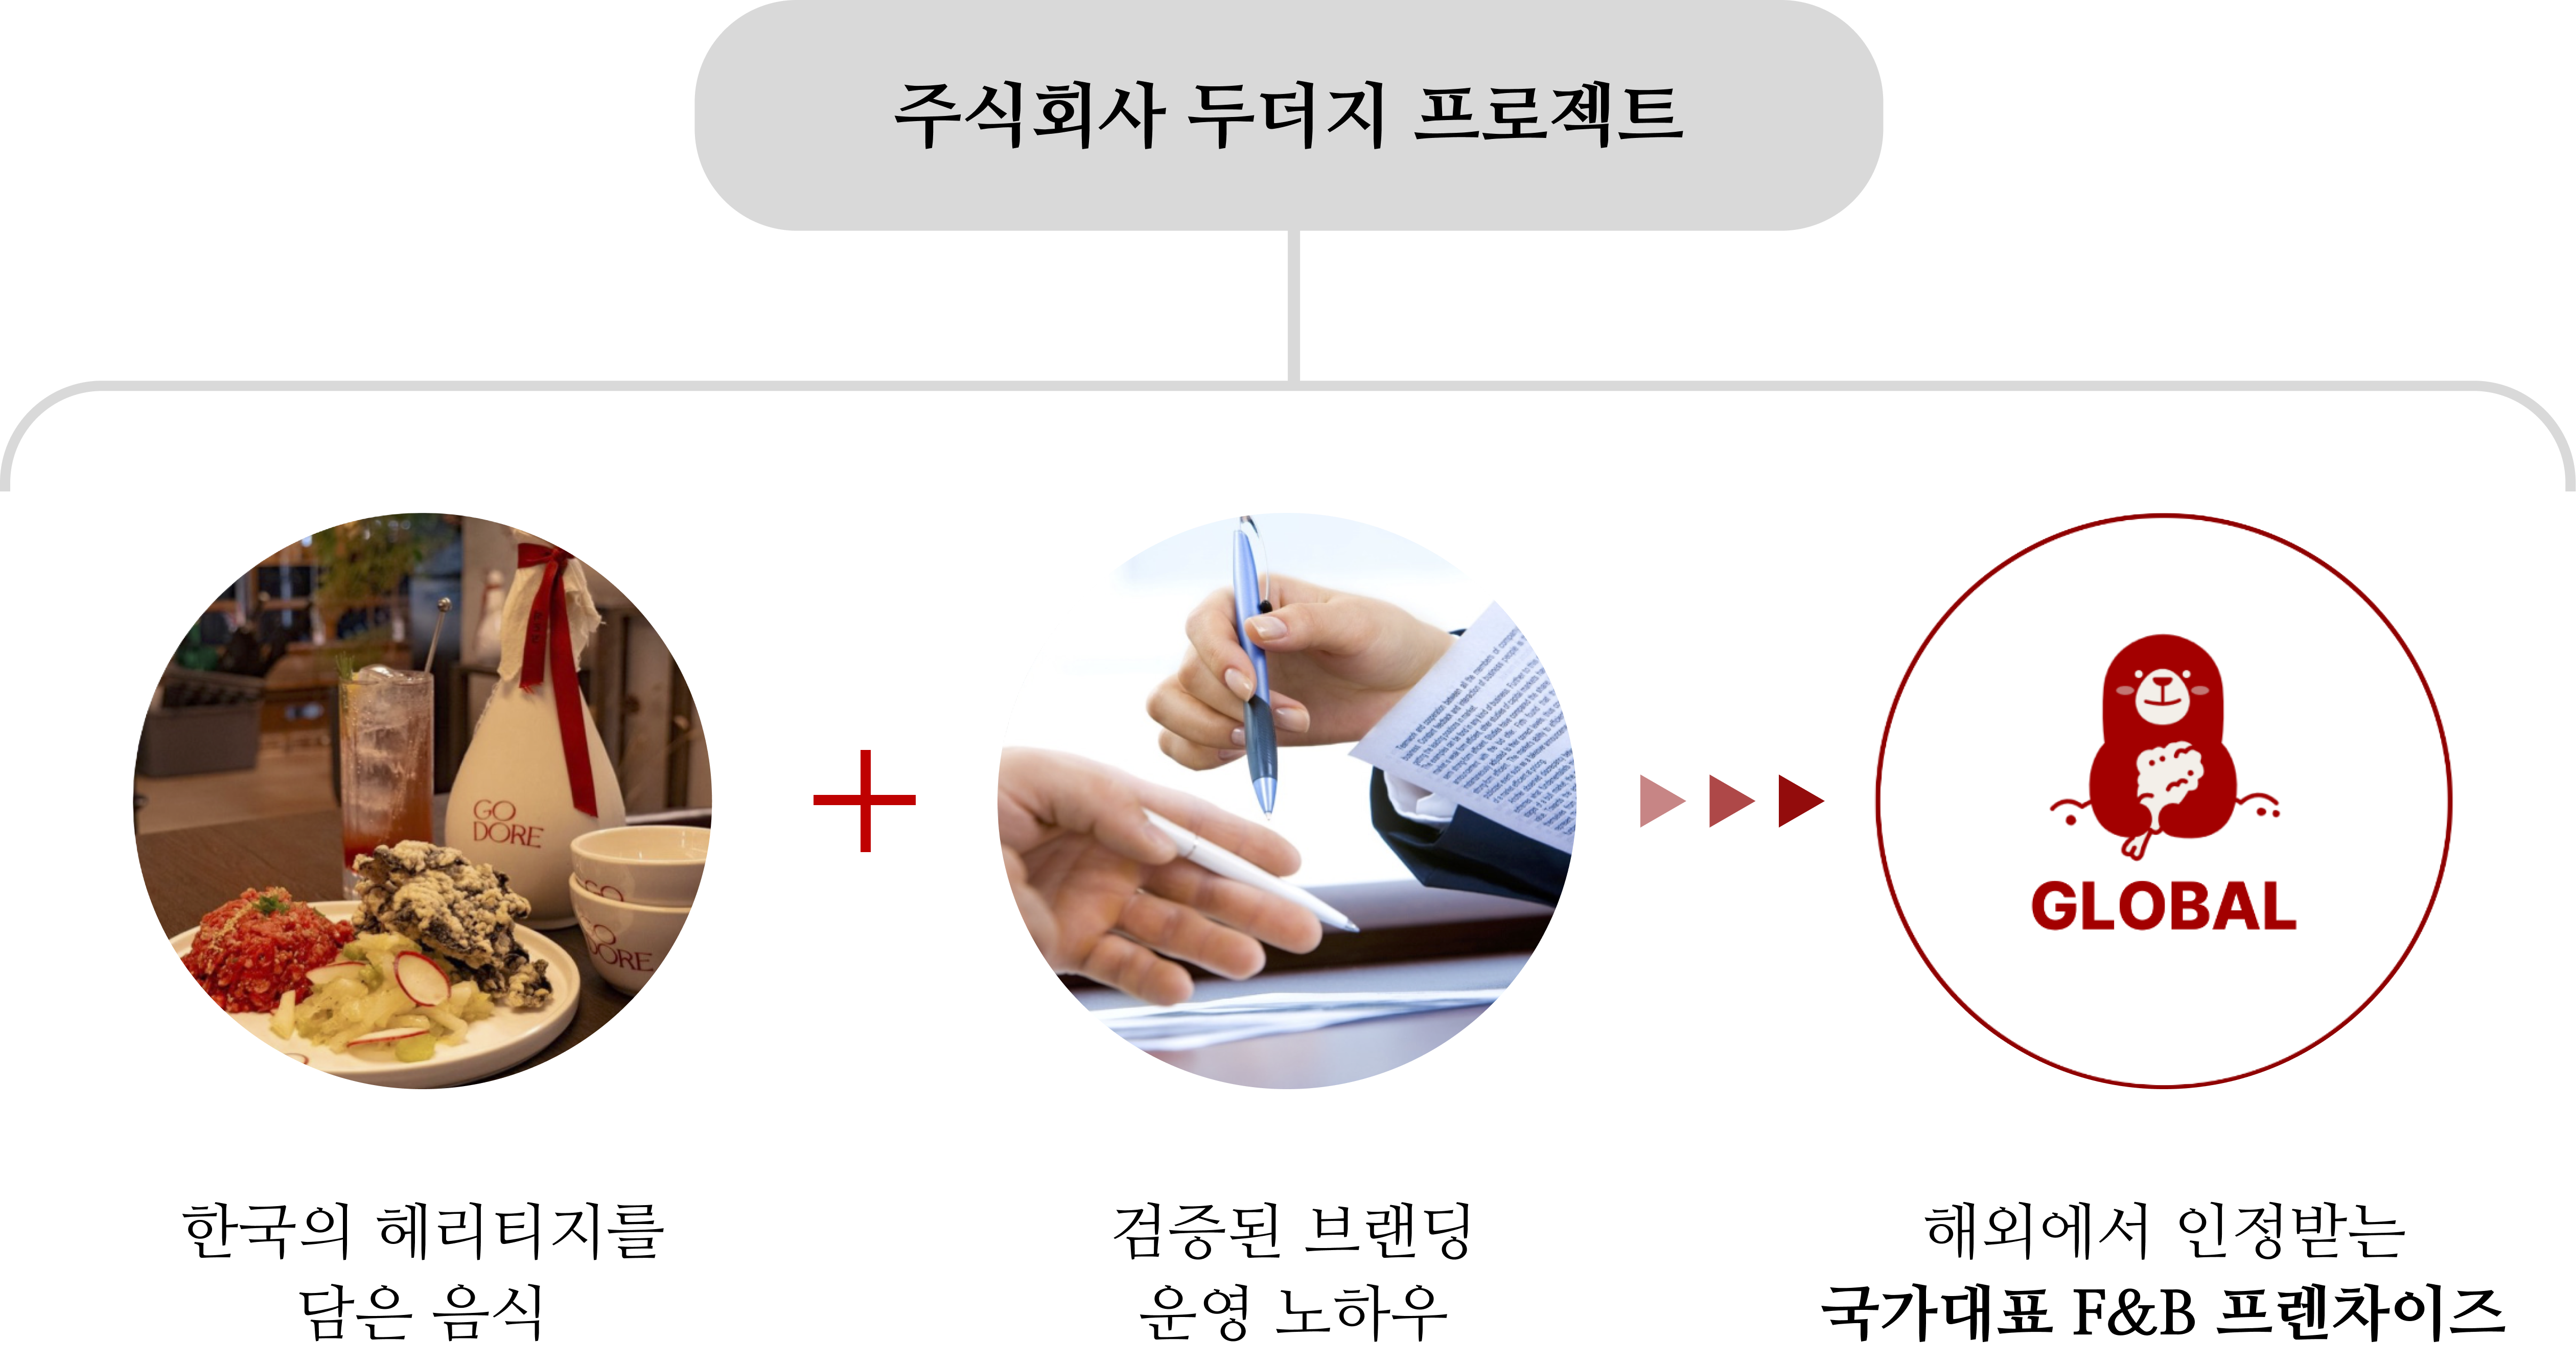 주식회사 두더지 프로젝트
GO
DORE
GO
DORE
GLOBAL
한국의 헤리티지를
담은 음식
검증된 브랜딩
운영 노하우
해외에서 인정받는
국가대표 F&B 프렌차이즈